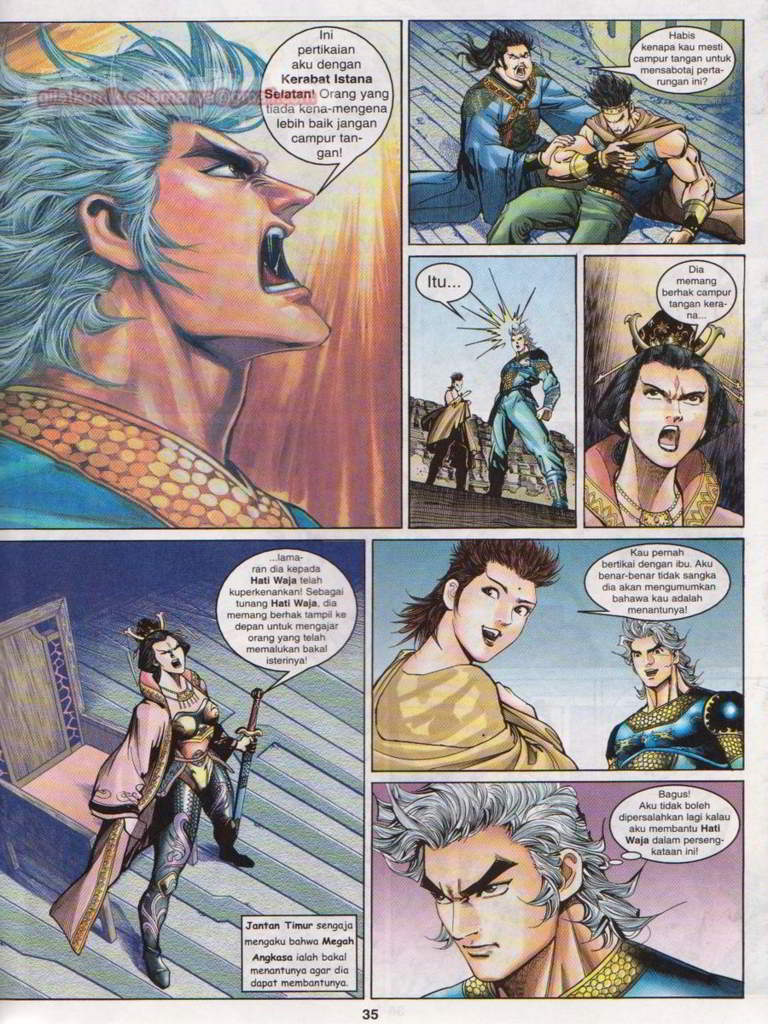 Ini
pertikaian
aku dengan
Kerabat Istana
Selatan! Orang yang
tiada kena-mengena
lebih baik jangan
campur tan-
gan!
Habis
kenapa kau mesti
campur tangan untuk
mensabotaj perta-
rungan ini?
Itu...
Dia
memang
berhak campur
tangan kera-
na...
...lama-
ran dia kepada
Hati Waja telah
kuperkenankan! Sebagai
tunang Hati Waja, dia
memang berhak tampil ke
depan untuk mengajar
orang yang telah
memalukan bakal
isterinya!
Jantan Timur sengaja
mengaku bahwa Megah
Angkasa ialah bakal
menantunya agar dia
dapat membantunya.
Kau pernah
bertikai dengan ibu. Aku
benar-benar tidak sangka
dia akan mengumumkan
bahawa kau adalah
menantunya!
Bagus!
Aku tidak boleh
dipersalahkan lagi kalau
aku membantu Hati
Waja dalam perseng-
kataan ini!
35